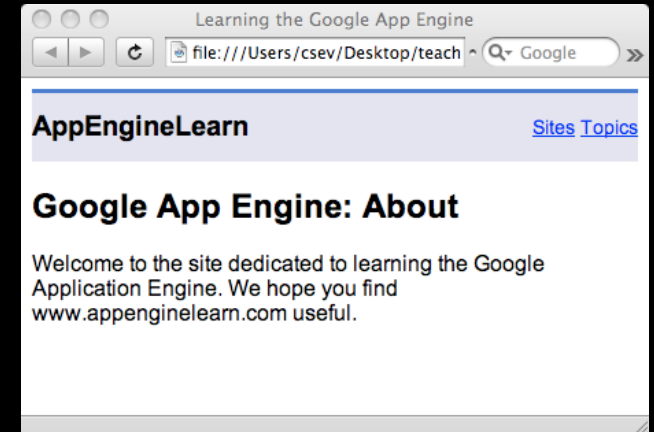 Learning the Google App Engine
file:///Users/csev/Desktop/teach
Google
AppEngineLearn
Sites Topics
Google App Engine: About
Welcome to the site dedicated to learning the Google
Application Engine. We hope you find
www.appenginelearn.com useful.